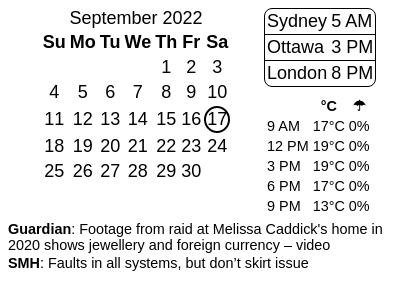 September 2022
Su Mo Tu We Th Fr Sa
1 2 3
4 5 6 7 8 9 10
11 12 13 14 15 16 17
18 19 20 21 22 23 24
25 26 27 28 29 30
Sydney 5 AM
Ottawa 3 PM
London 8 PM
°C ☂
9 AM 17°C 0%
12 PM 19°C 0%
3 PM 19°C 0%
6 PM 17°C 0%
9 PM 13°C 0%
Guardian: Footage from raid at Melissa Caddick's home in
2020 shows jewellery and foreign currency – video
SMH: Faults in all systems, but don't skirt issue